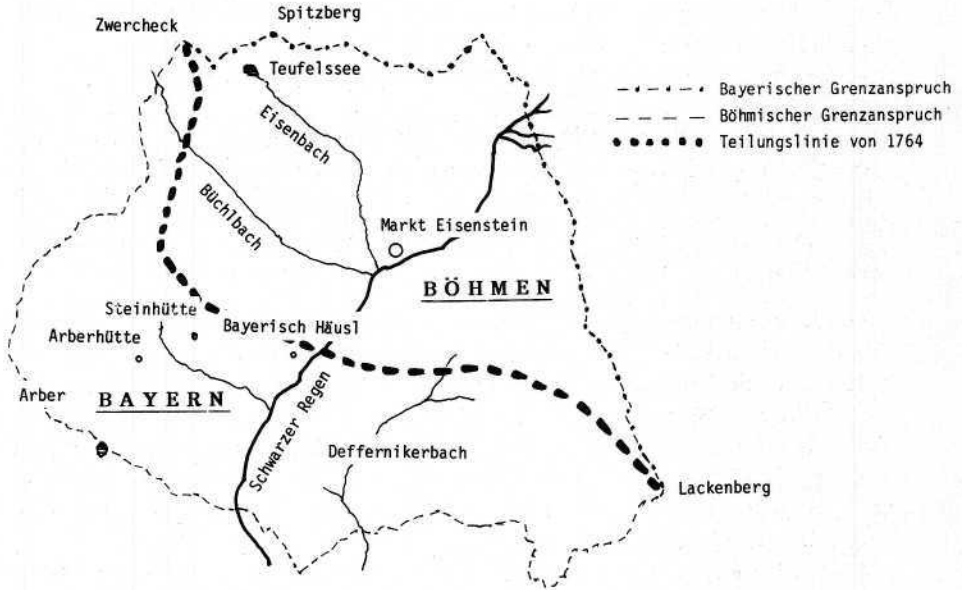 Spitzberg
Zwercheck
Teufelssee
Eisenbach
Büchlbach
Markt Eisenstein
BÖHMEN
Steinhütte
Bayerisch Häusl
Arberhütte
Arber
BAYERN
Schwarzer Regen
Deffernikerbach
Lackenberg
Bayerischer Grenzanspruch
Böhmischer Grenzanspruch
Teilungslinie von 1764